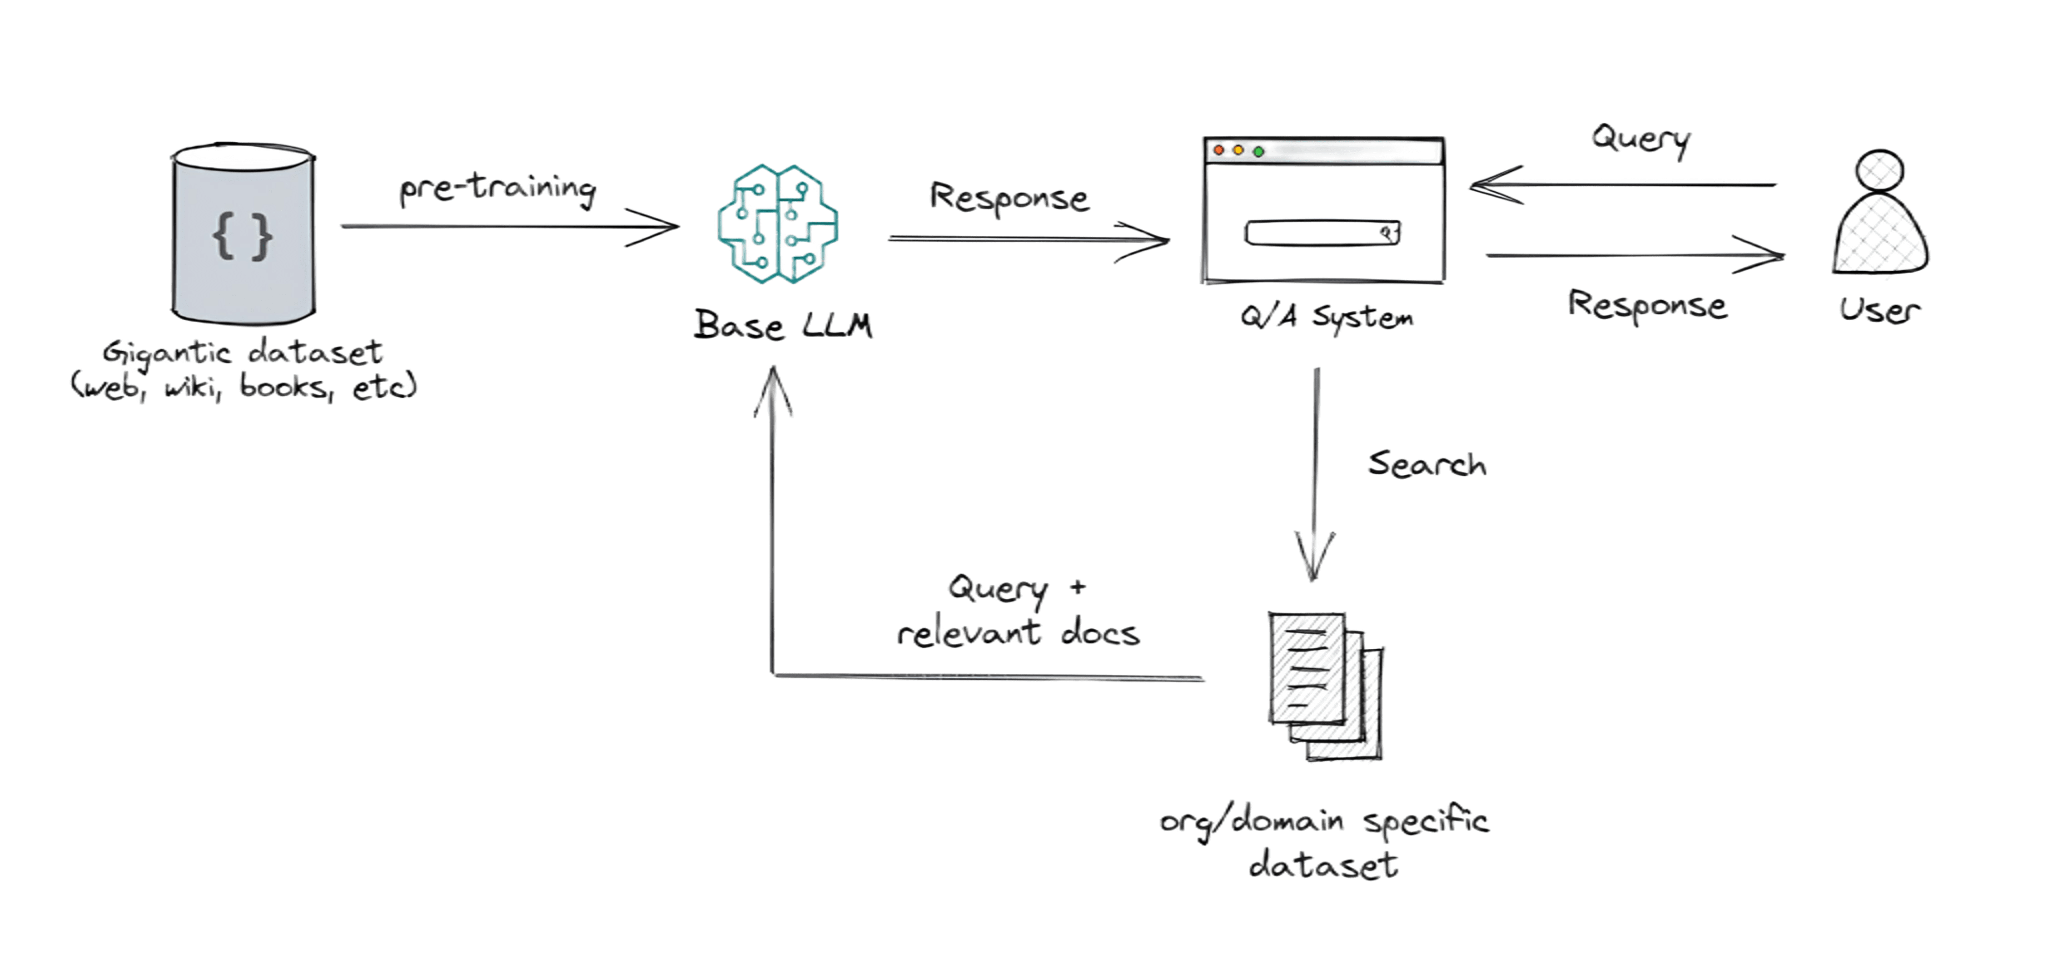 Query
pre-training
Response
{ }
Response
Base LLM
Q/A System
User
Gigantic dataset
(web, wiki, books, etc)
Search
Query +
relevant docs
org/domain specific
dataset